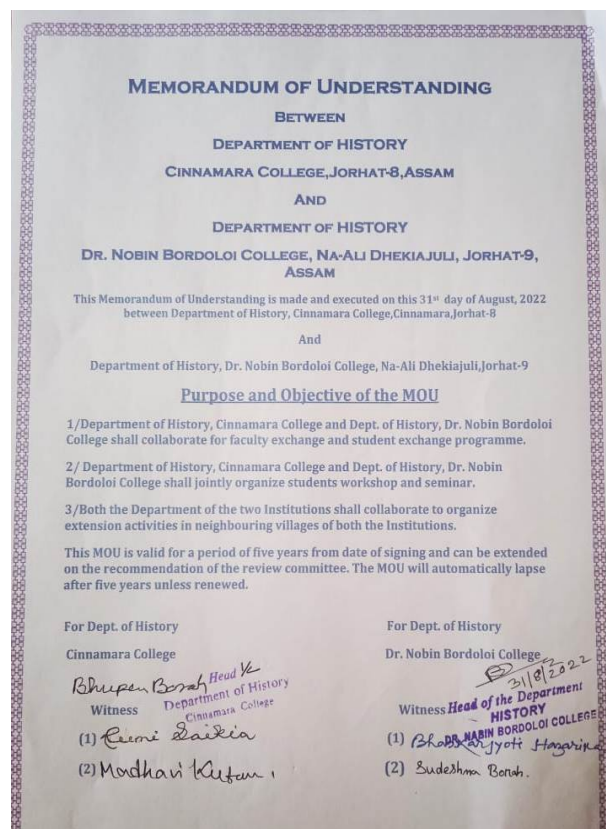 MEMORANDUM OF UNDERSTANDING
BETWEEN
DEPARTMENT OF HISTORY
CINNAMARA COLLEGE,JORHAT-8,ASSAM
AND
DEPARTMENT OF HISTORY
DR. NOBIN BORDOLOI COLLEGE, NA-ALI DHEKIAJULI, JORHAT-9,
ASSAM
This Memorandum of Understanding is made and executed on this 31st day of August, 2022
between Department of History, Cinnamara College,Cinnamara,Jorhat-8
And
Department of History, Dr. Nobin Bordoloi College, Na-Ali Dhekiajuli,Jorhat-9
Purpose and Objective of the MOU
1/Department of History, Cinnamara College and Dept. of History, Dr. Nobin Bordoloi
College shall collaborate for faculty exchange and student exchange programme.
2/ Department of History, Cinnamara College and Dept. of History, Dr. Nobin
Bordoloi College shall jointly organize students workshop and seminar.
3/Both the Department of the two Institutions shall collaborate to organize
extension activities in neighbouring villages of both the Institutions.
This MOU is valid for a period of five years from date of signing and can be extended
on the recommendation of the review committee. The MOU will automatically lapse
after five years unless renewed.
For Dept. of History
Cinnamara College
Bhupen Borah
Head I/c
Department of History
Cinnamara College
Witness
(1) Saikia
(2) Madhavi
For Dept. of History
Dr. Nobin Bordoloi College
31/8/2022
Witness
Head of the Department
HISTORY
DR. NABIN BORDOLOI COLLEGE
(1) Bhaskarjyoti Hazarika
(2) Sudeshna Borah.